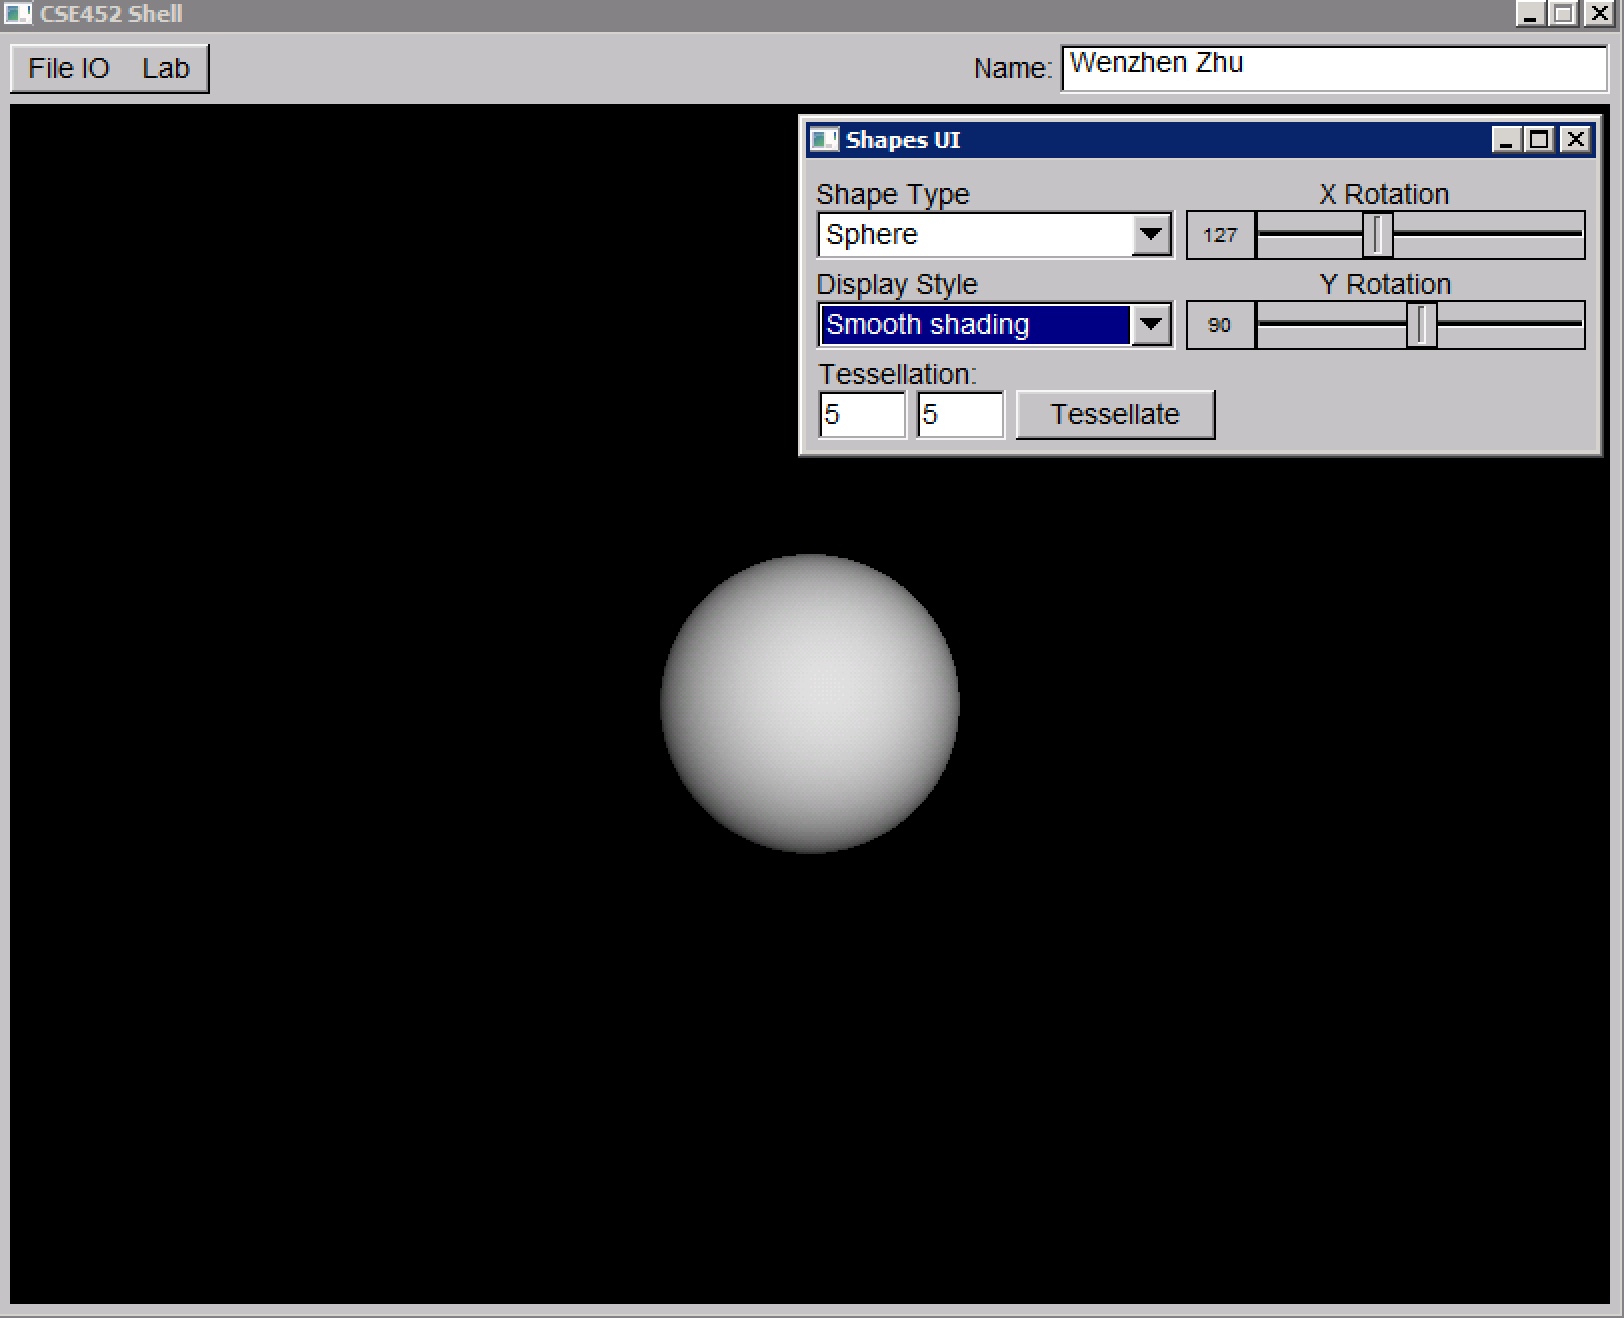 CSE452 Shell
File IO Lab
Name: Wenzhen Zhu
Shapes UI
Shape Type
X Rotation
Sphere
127
Display Style
Y Rotation
Smooth shading
90
Tessellation:
5 5 Tessellate